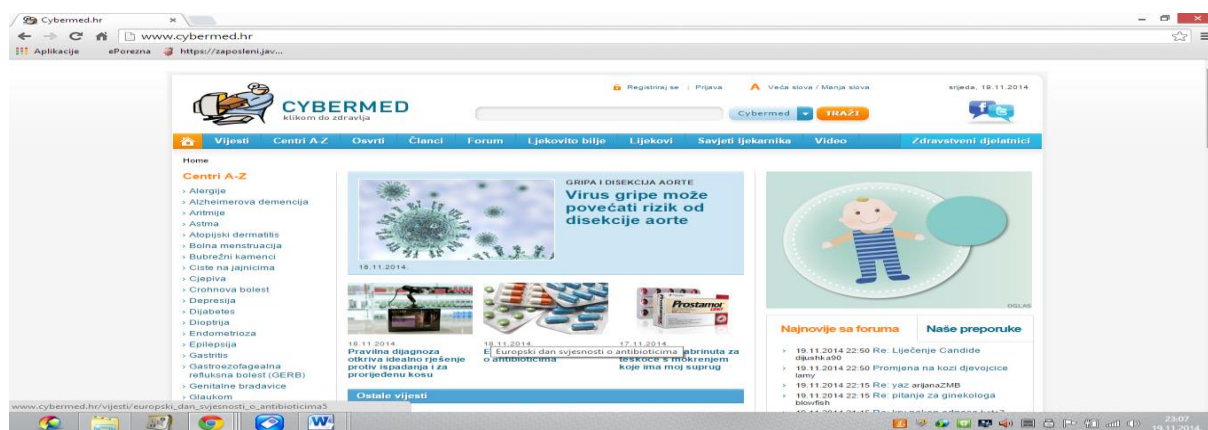 Cybermed.hr
www.cybermed.hr
Aplikacije ePorezna https://zaposleni.jav...
Registriraj se | Prijava A Veća slova / Manja slova srijeda, 19.11.2014
CYBERMED
klikom do zdravlja
Cybermed TRAŽI
Vijesti Centri A-Z Osvrti Članci Forum Ljekovito bilje Lijekovi Savjeti ljekarnika Video Zdravstveni djelatnici
Home
Centri A-Z
Alergije
Alzheimerova demencija
Aritmije
Astma
Atopijski dermatitis
Bolna menstruacija
Bubrežni kamenci
Ciste na jajnicima
Cjepiva
Crohnova bolest
Depresija
Dijabetes
Dioptrija
Endometrioza
Epilepsija
Gastritis
Gastroezofagealna
refluksna bolest (GERB)
Genitalne bradavice
Glaukom
GRIPA I DISEKCIJA AORTE
Virus gripe može
povećati rizik od
disekcije aorte
18.11.2014.
18.11.2014.
Pravilna dijagnoza
otkriva idealno rješenje
protiv ispadanja i za
prorijeđenu kosu
18.11.2014.
E
o antibioticima
Europski dan svjesnosti o antibioticima
Prostamor
UNO
17.11.2014.
abrinuta za
teškoće s mokrenjem
koje ima moj suprug
Ostale vijesti
OGLAS
Najnovije sa foruma Naše preporuke
19.11.2014 22:50 Re: Liječenje Candide
dijushka90
19.11.2014 22:50 Promjena na kozi djevojcice
lamy
19.11.2014 22:15 Re: yaz arijanaZMB
19.11.2014 22:15 Re: pitanje za ginekologa
blowfish
www.cybermed.hr/vijesti/europski_dan_svjesnosti_o_antibioticima5
23:07
19.11.2014.